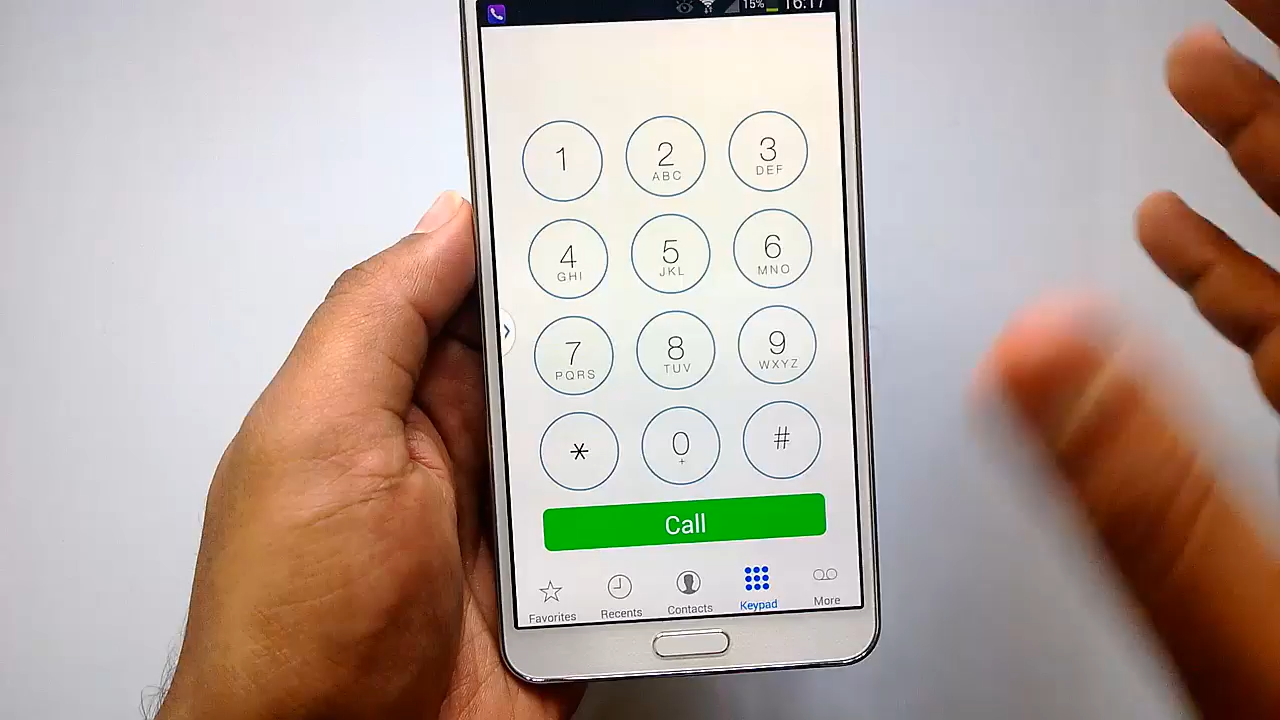 15% 16:17
1 2 3
ABC DEF
4 5 6
GHI JKL MNO
7 8 9
PQRS TUV WXYZ
* 0 #
+
Call
Favorites Recents Contacts Keypad More